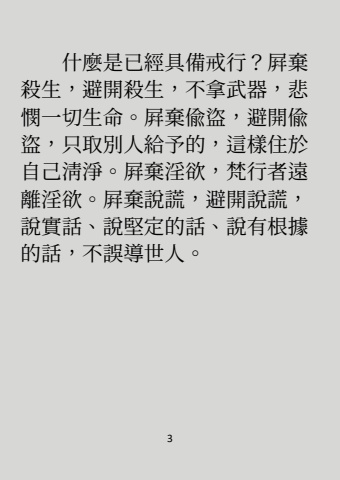 什麼是已經具備戒行？屏棄
殺生，避開殺生，不拿武器，悲
憫一切生命。屏棄偷盜，避開偷
盜，只取別人給予的，這樣住於
自己淸淨。屏棄淫欲，梵行者遠
離淫欲。屏棄說謊，避開說謊，
說實話、說堅定的話、說有根據
的話，不誤導世人。
3